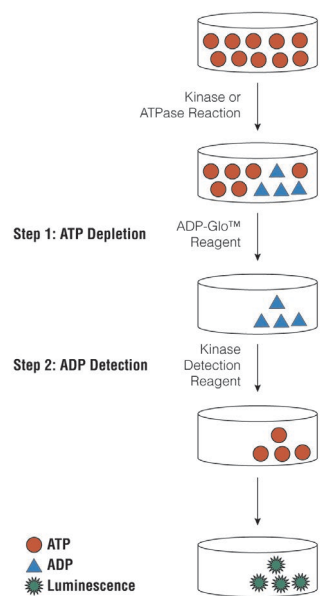 Kinase or
ATPase Reaction
Step 1: ATP Depletion
ADP-Glo™
Reagent
Step 2: ADP Detection
Kinase
Detection
Reagent
ATP
ADP
Luminescence